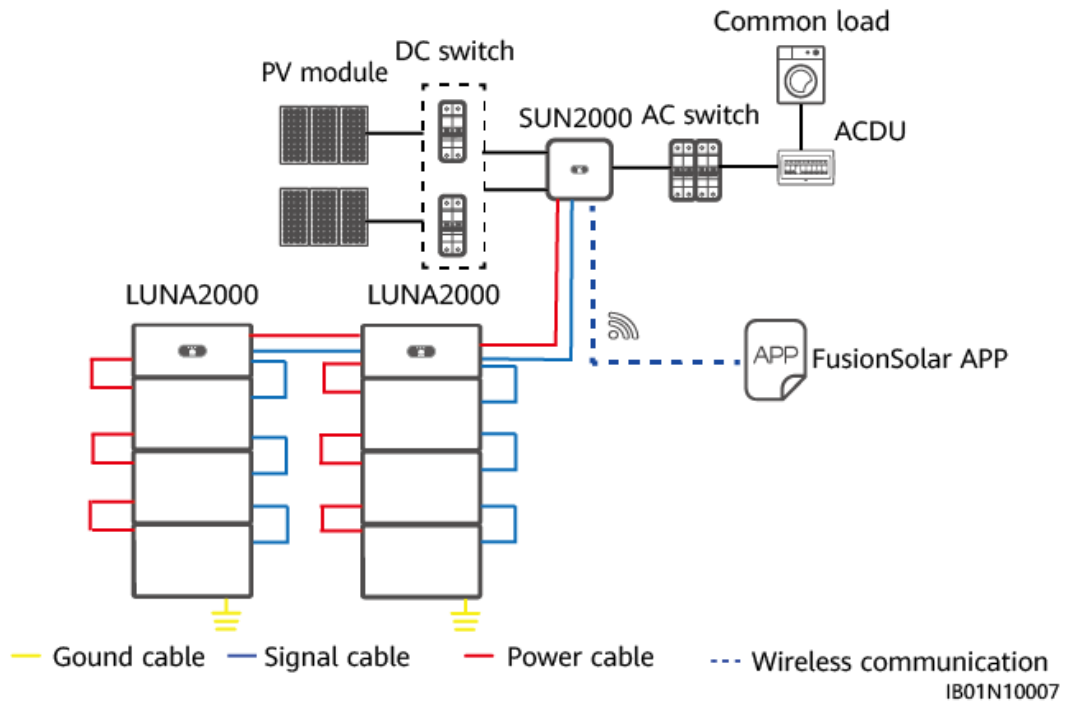 Common load
DC switch
PV module
SUN2000 AC switch
ACDU
LUNA2000 LUNA2000
APP FusionSolar APP
Gound cable Signal cable Power cable Wireless communication
IB01N10007